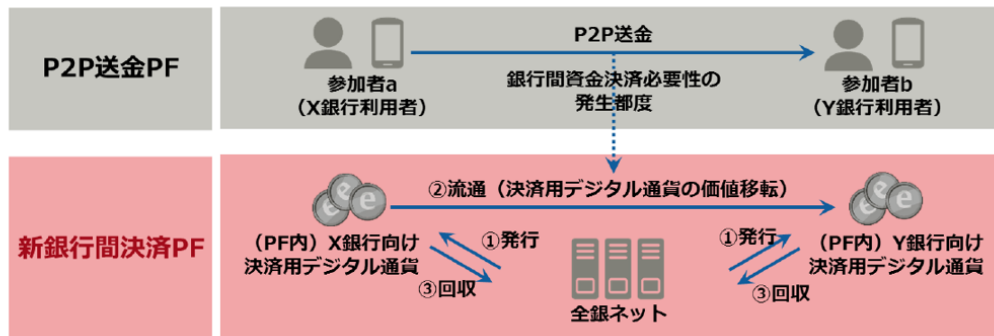 P2P送金PF
P2P送金
参加者a
(X銀行利用者)
銀行間資金決済必要性の
発生都度
参加者b
(Y銀行利用者)
新銀行間決済PF
e
e
②流通(決済用デジタル通貨の価値移転)
(PF内)X銀行向け
決済用デジタル通貨
①発行
③回収
全銀ネット
①発行
③回収
(PF内)Y銀行向け
決済用デジタル通貨